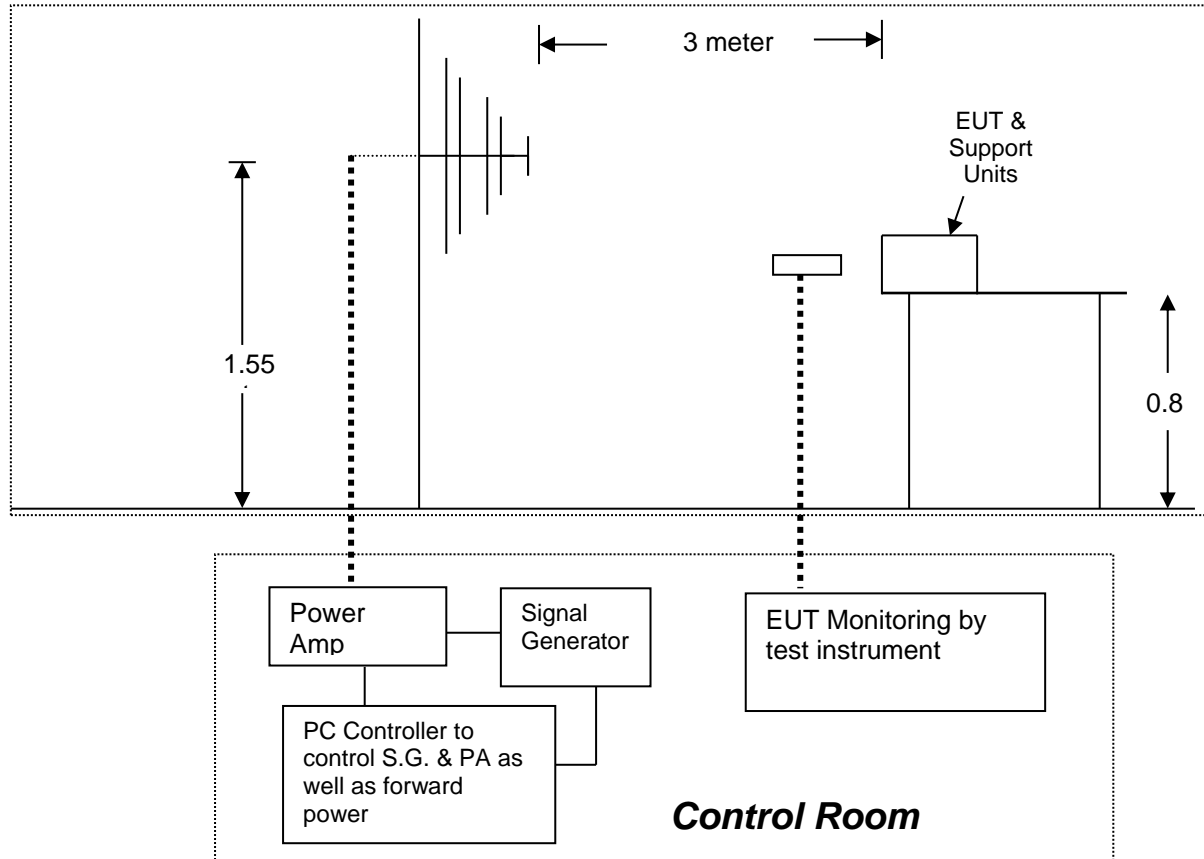 3 meter
EUT &
Support
Units
1.55
0.8
Power
Amp
Signal
Generator
EUT Monitoring by
test instrument
PC Controller to
control S.G. & PA as
well as forward
power
Control Room